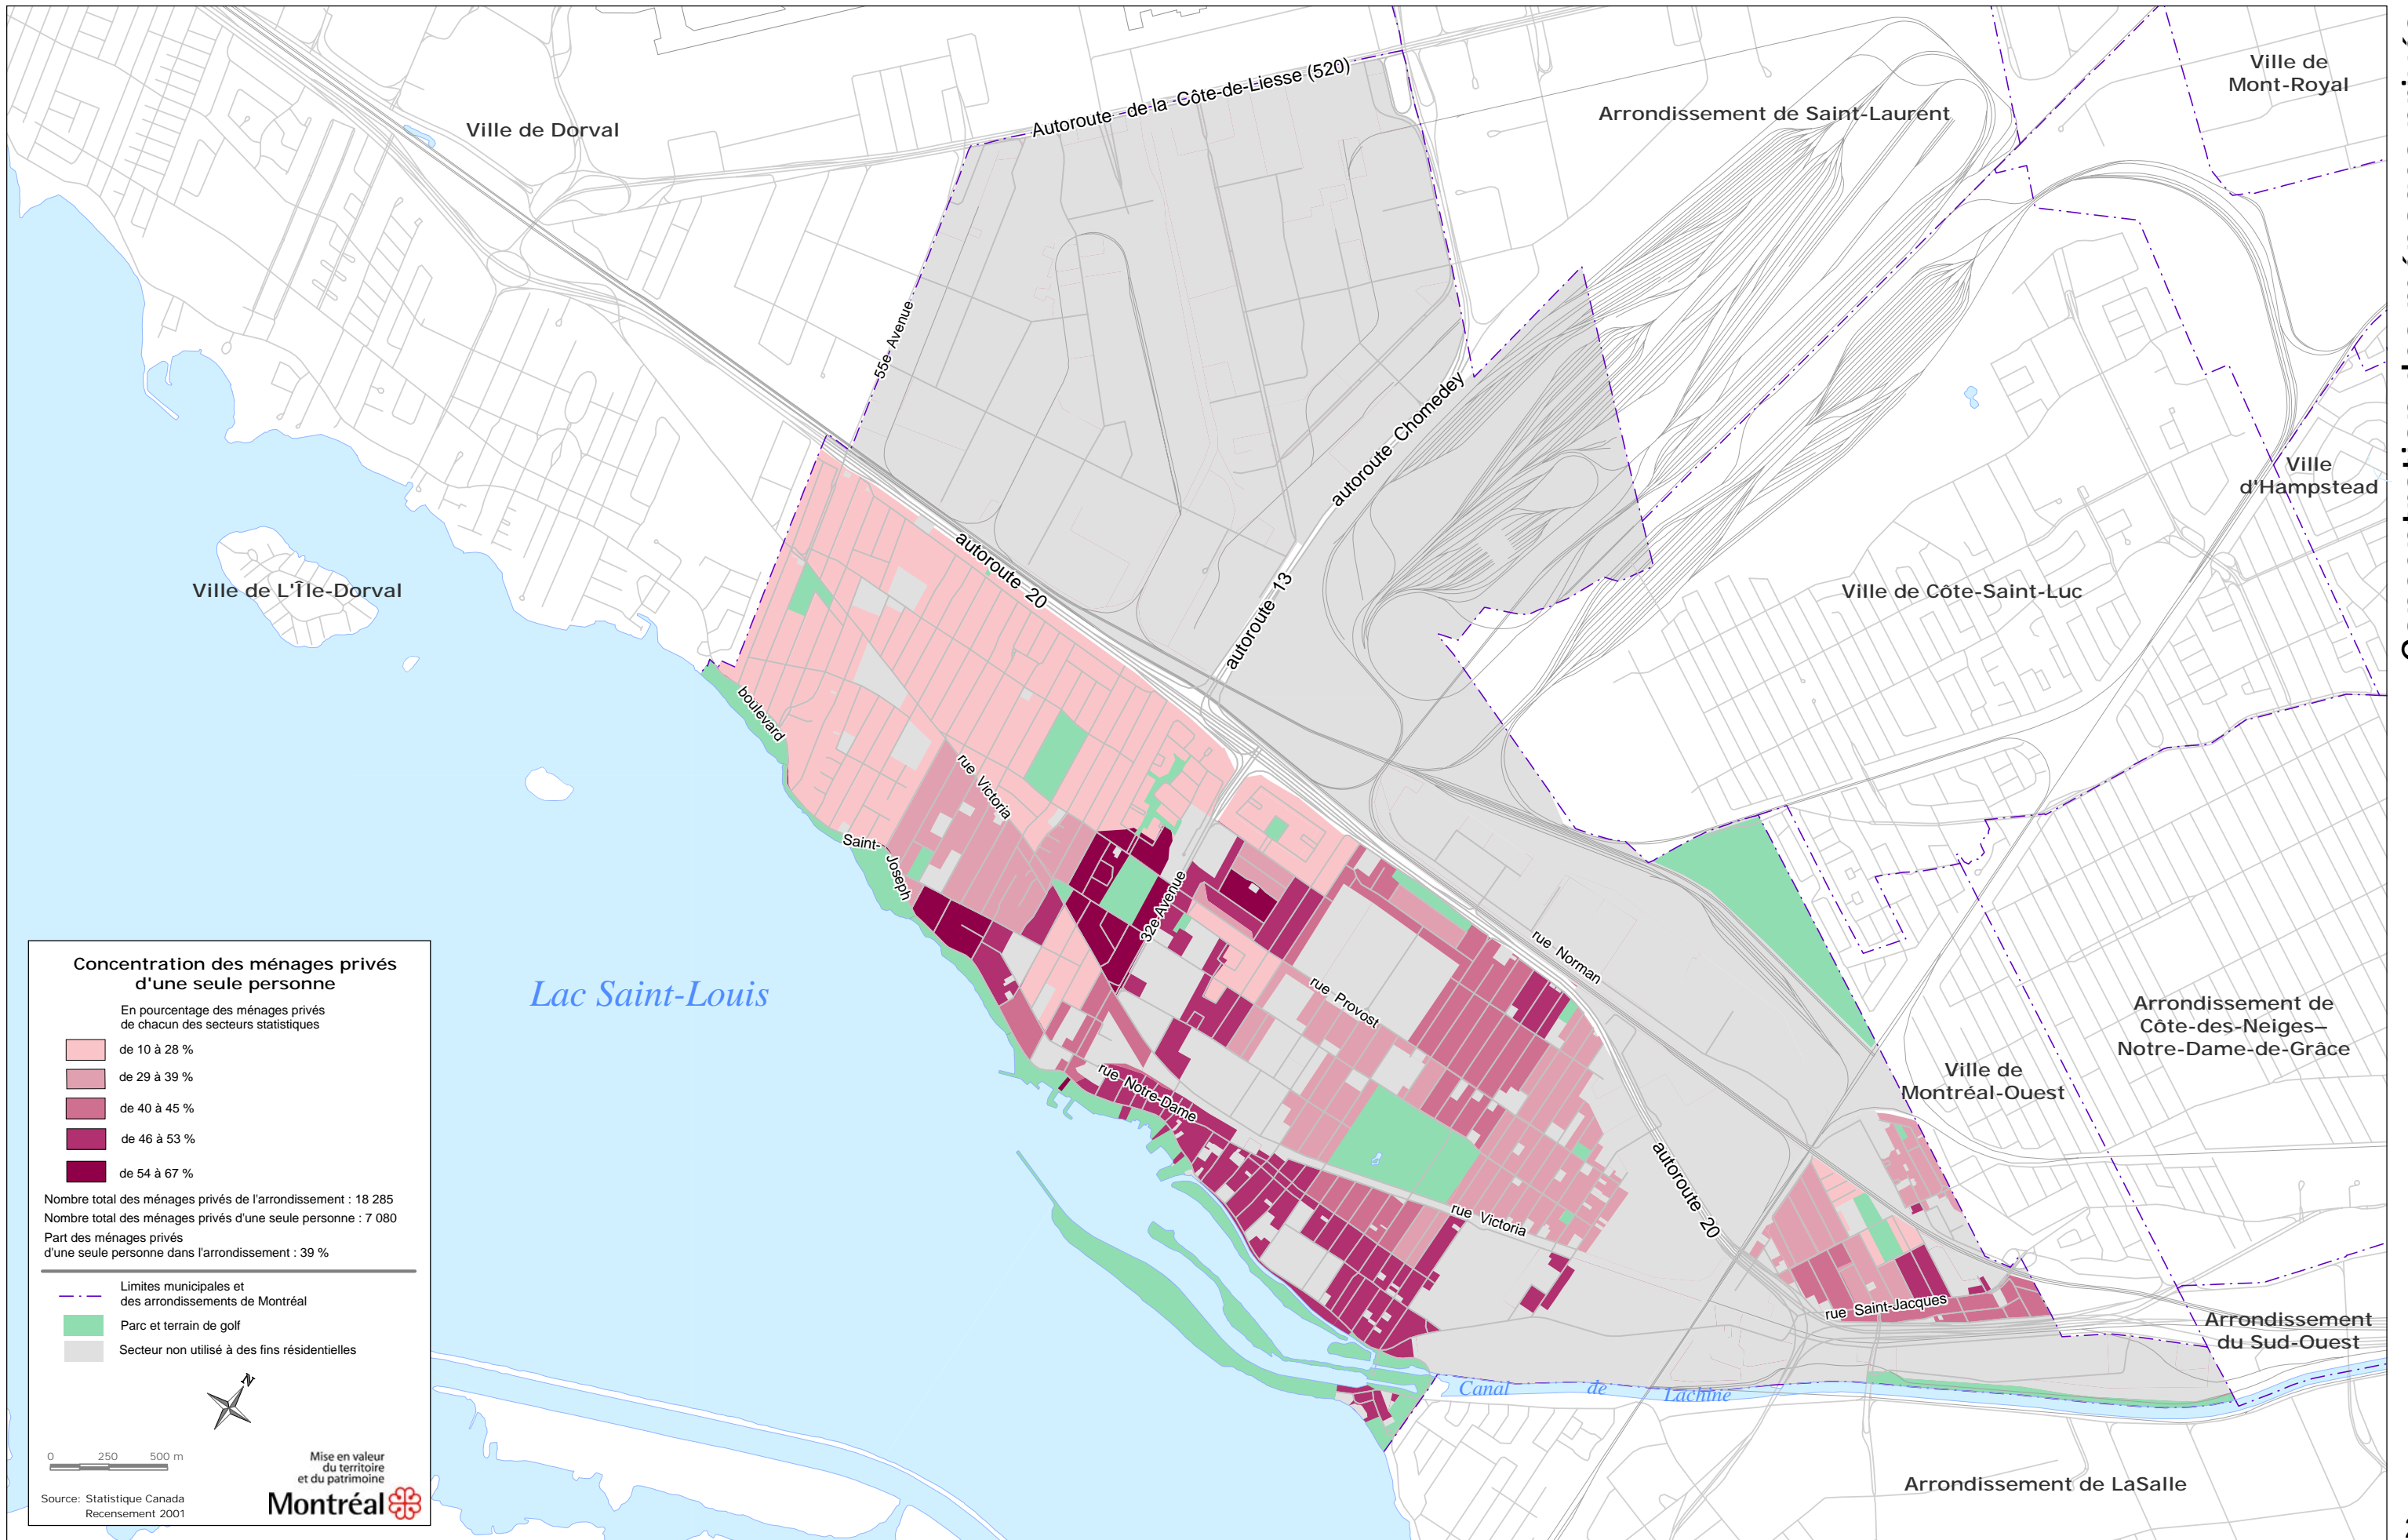 Ville de Dorval
Autoroute de la Côte-de-Liesse (520)
Arrondissement de Saint-Laurent
Ville de
Mont-Royal
55e Avenue
autoroute Chomedey
Ville
d'Hampstead
Ville de L'Île-Dorval
autoroute 20
autoroute 13
Ville de Côte-Saint-Luc
boulevard
Saint-Joseph
rue Victoria
32e Avenue
rue Norman
rue Provost
Lac Saint-Louis
Arrondissement de
Côte-des-Neiges–
Notre-Dame-de-Grâce
Ville de
Montréal-Ouest
rue Notre-Dame
autoroute 20
rue Victoria
rue Saint-Jacques
Arrondissement
du Sud-Ouest
Canal de Lachine
Arrondissement de LaSalle
Concentration des ménages privés
d'une seule personne
En pourcentage des ménages privés
de chacun des secteurs statistiques
de 10 à 28 %
de 29 à 39 %
de 40 à 45 %
de 46 à 53 %
de 54 à 67 %
Nombre total des ménages privés de l'arrondissement : 18 285
Nombre total des ménages privés d'une seule personne : 7 080
Part des ménages privés
d'une seule personne dans l'arrondissement : 39 %
Limites municipales et
des arrondissements de Montréal
Parc et terrain de golf
Secteur non utilisé à des fins résidentielles
N
0 250 500 m
Mise en valeur
du territoire
et du patrimoine
Montréal
Source: Statistique Canada
Recensement 2001